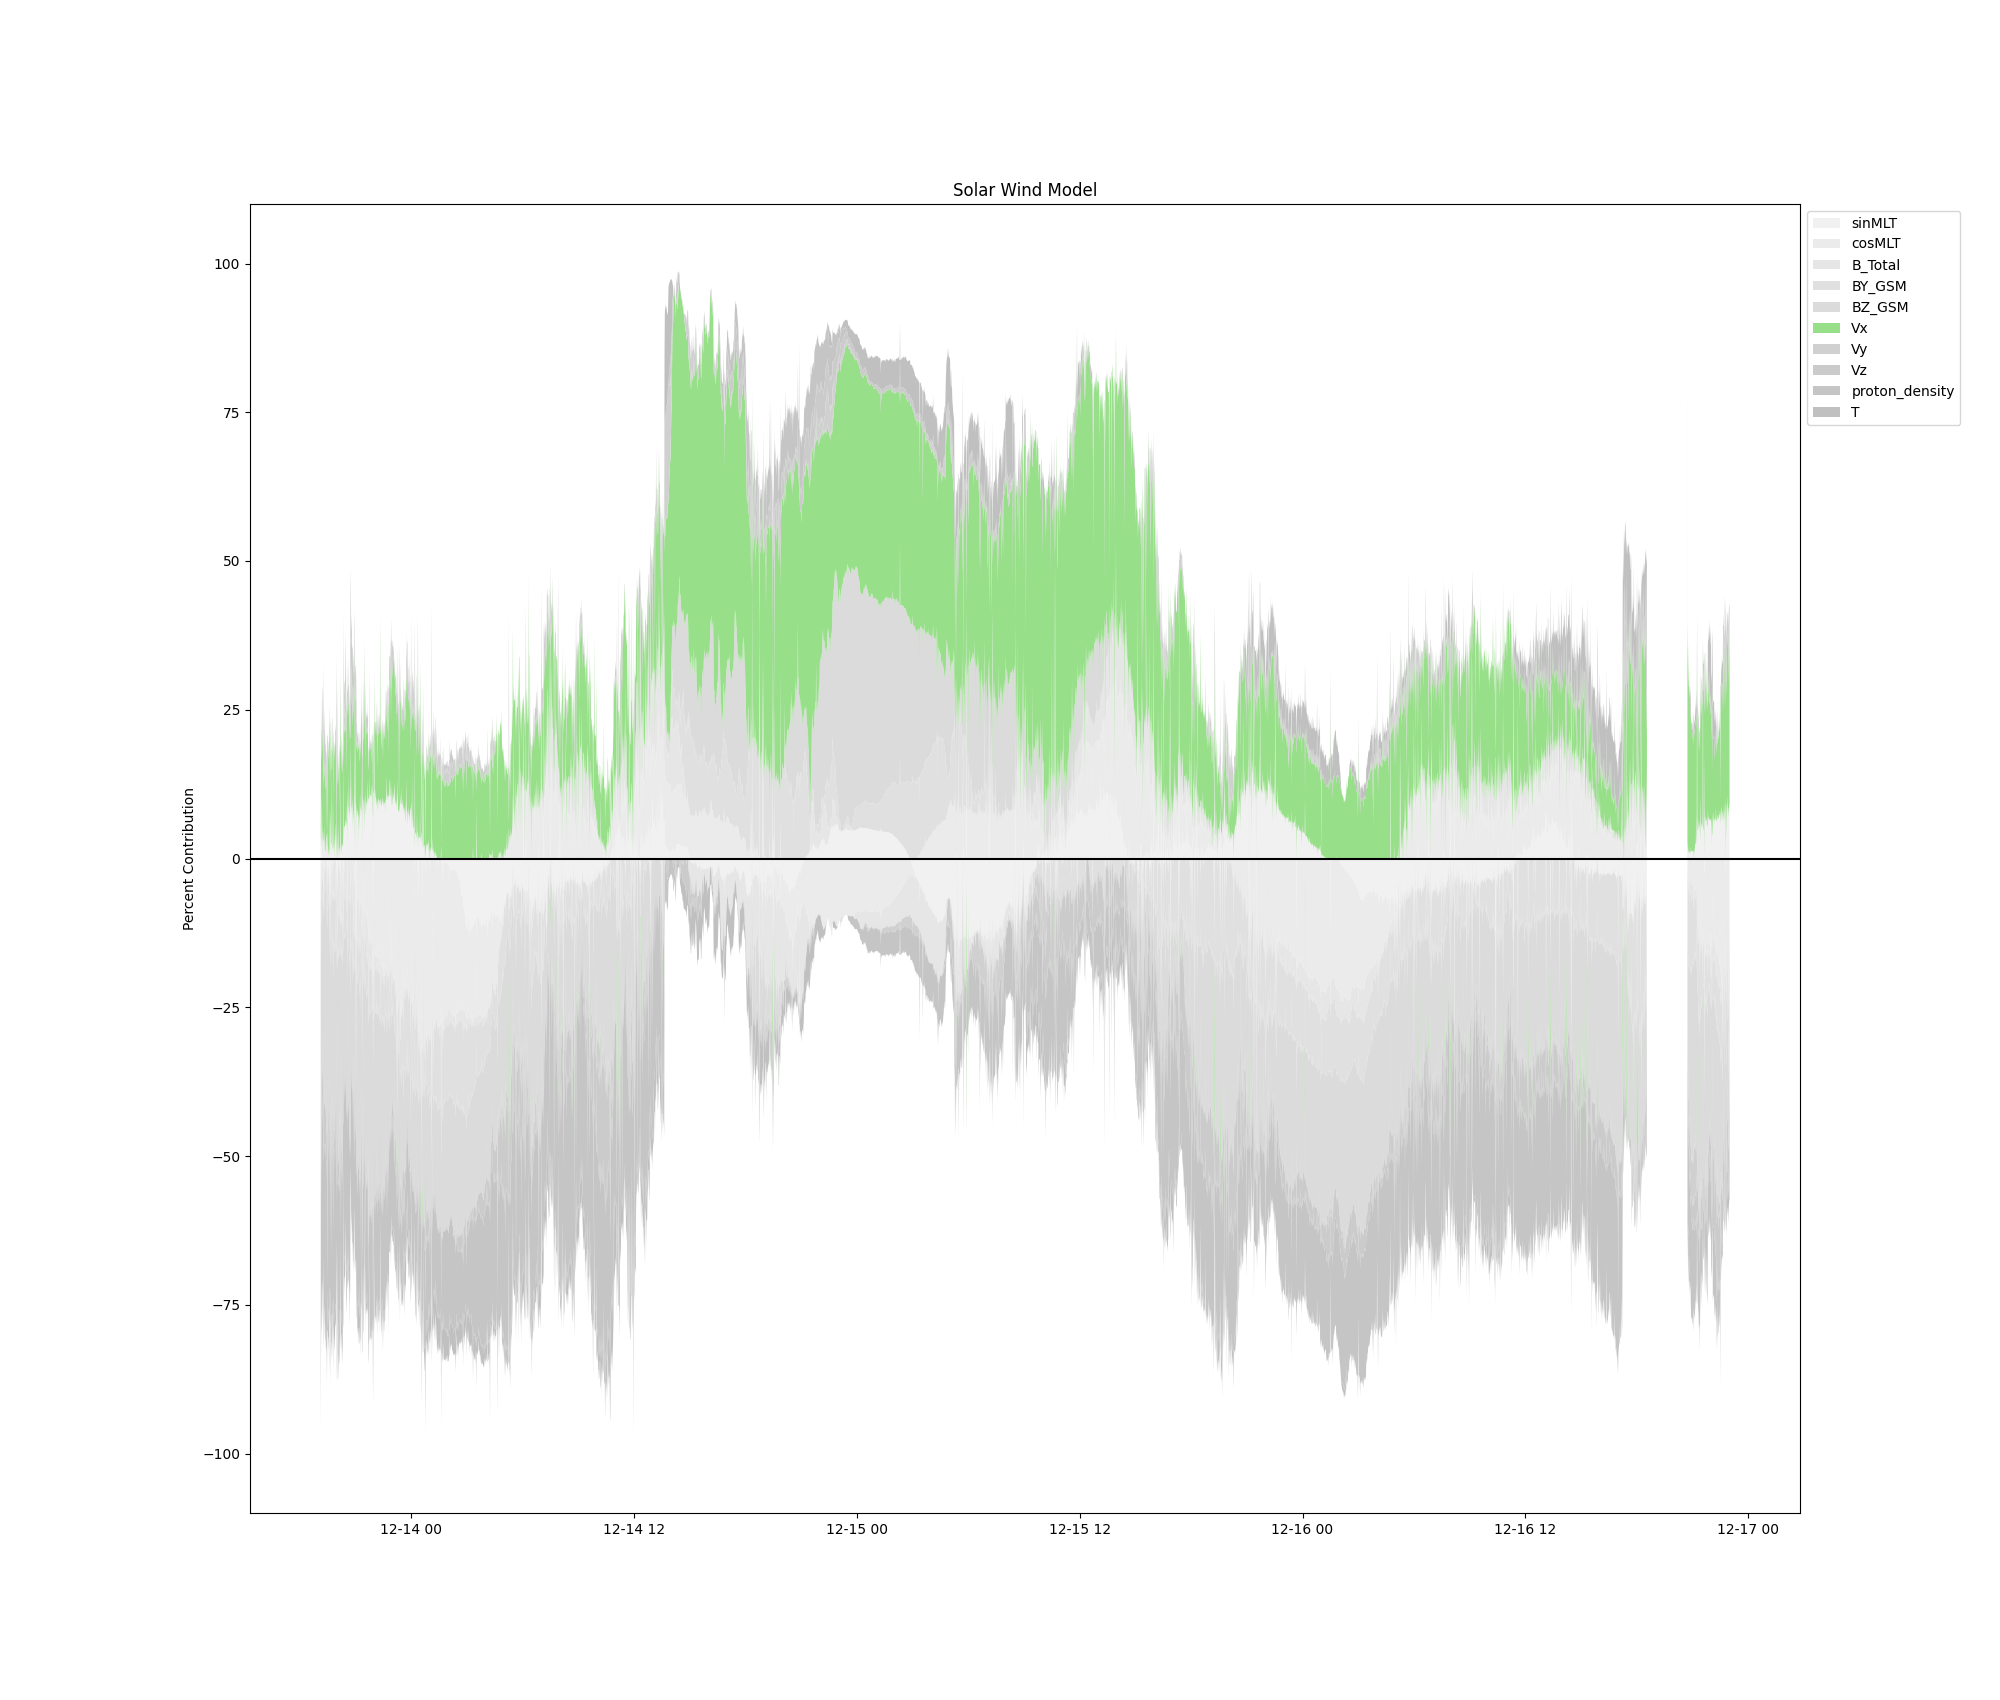 Solar Wind Model
sinMLT
cosMLT
B_Total
BY_GSM
BZ_GSM
Vx
Vy
Vz
proton_density
T
Percent Contribution
100
75
50
25
0
−25
−50
−75
−100
12-14 00
12-14 12
12-15 00
12-15 12
12-16 00
12-16 12
12-17 00